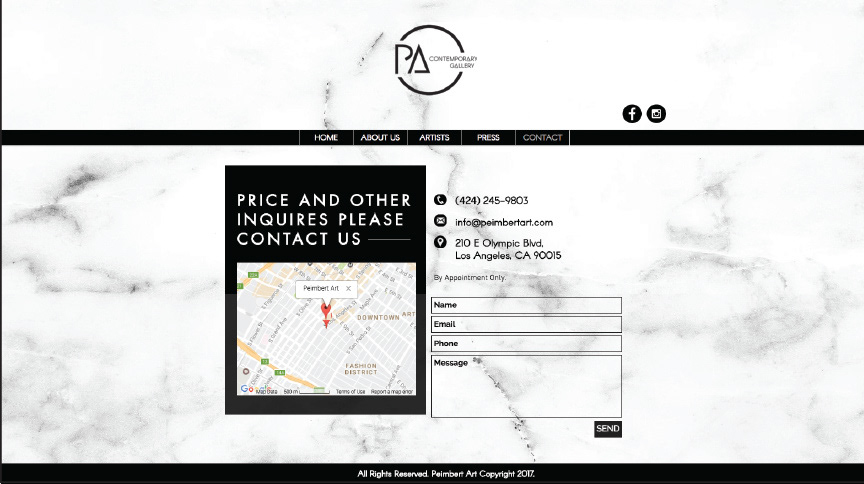 PA CONTEMPORARY
GALLERY
HOME ABOUT US ARTISTS PRESS CONTACT
PRICE AND OTHER
INQUIRES PLEASE
CONTACT US
(424) 245-9803
info@peimbertart.com
210 E Olympic Blvd,
Los Angeles, CA 90015
By Appointment Only.
Peimbert Art X
DOWNTOWN ART
FASHION
DISTRICT
Map Data 500 m Terms of Use Report a map error
Name
Email
Phone
Message
SEND
All Rights Reserved. Peimbert Art Copyright 2017.